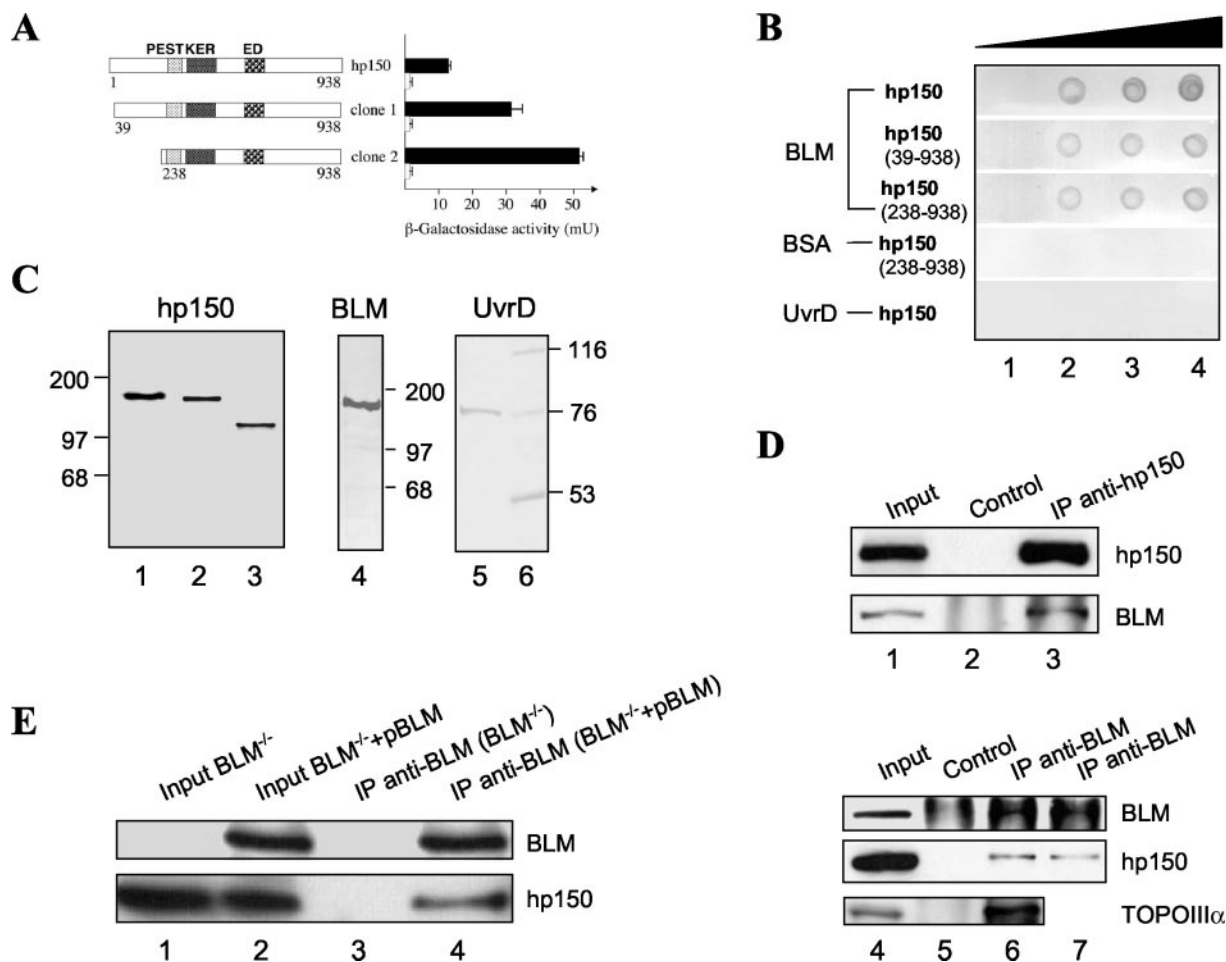 A
PEST KER ED
hp150
1 938
clone 1
39 938
clone 2
238 938
10 20 30 40 50
β-Galactosidase activity (mU)
B
BLM
hp150
hp150
(39-938)
hp150
(238-938)
BSA
hp150
(238-938)
UvrD
hp150
1 2 3 4
C
hp150
200
97
68
1 2 3
BLM
200
97
68
4
UvrD
116
76
53
5 6
D
Input Control IP anti-hp150
hp150
BLM
1 2 3
Input Control IP anti-BLM IP anti-BLM
BLM
hp150
TOPOIIIα
4 5 6 7
E
Input BLM-/- Input BLM-/-+pBLM IP anti-BLM (BLM-/-) IP anti-BLM (BLM-/-+pBLM)
BLM
hp150
1 2 3 4